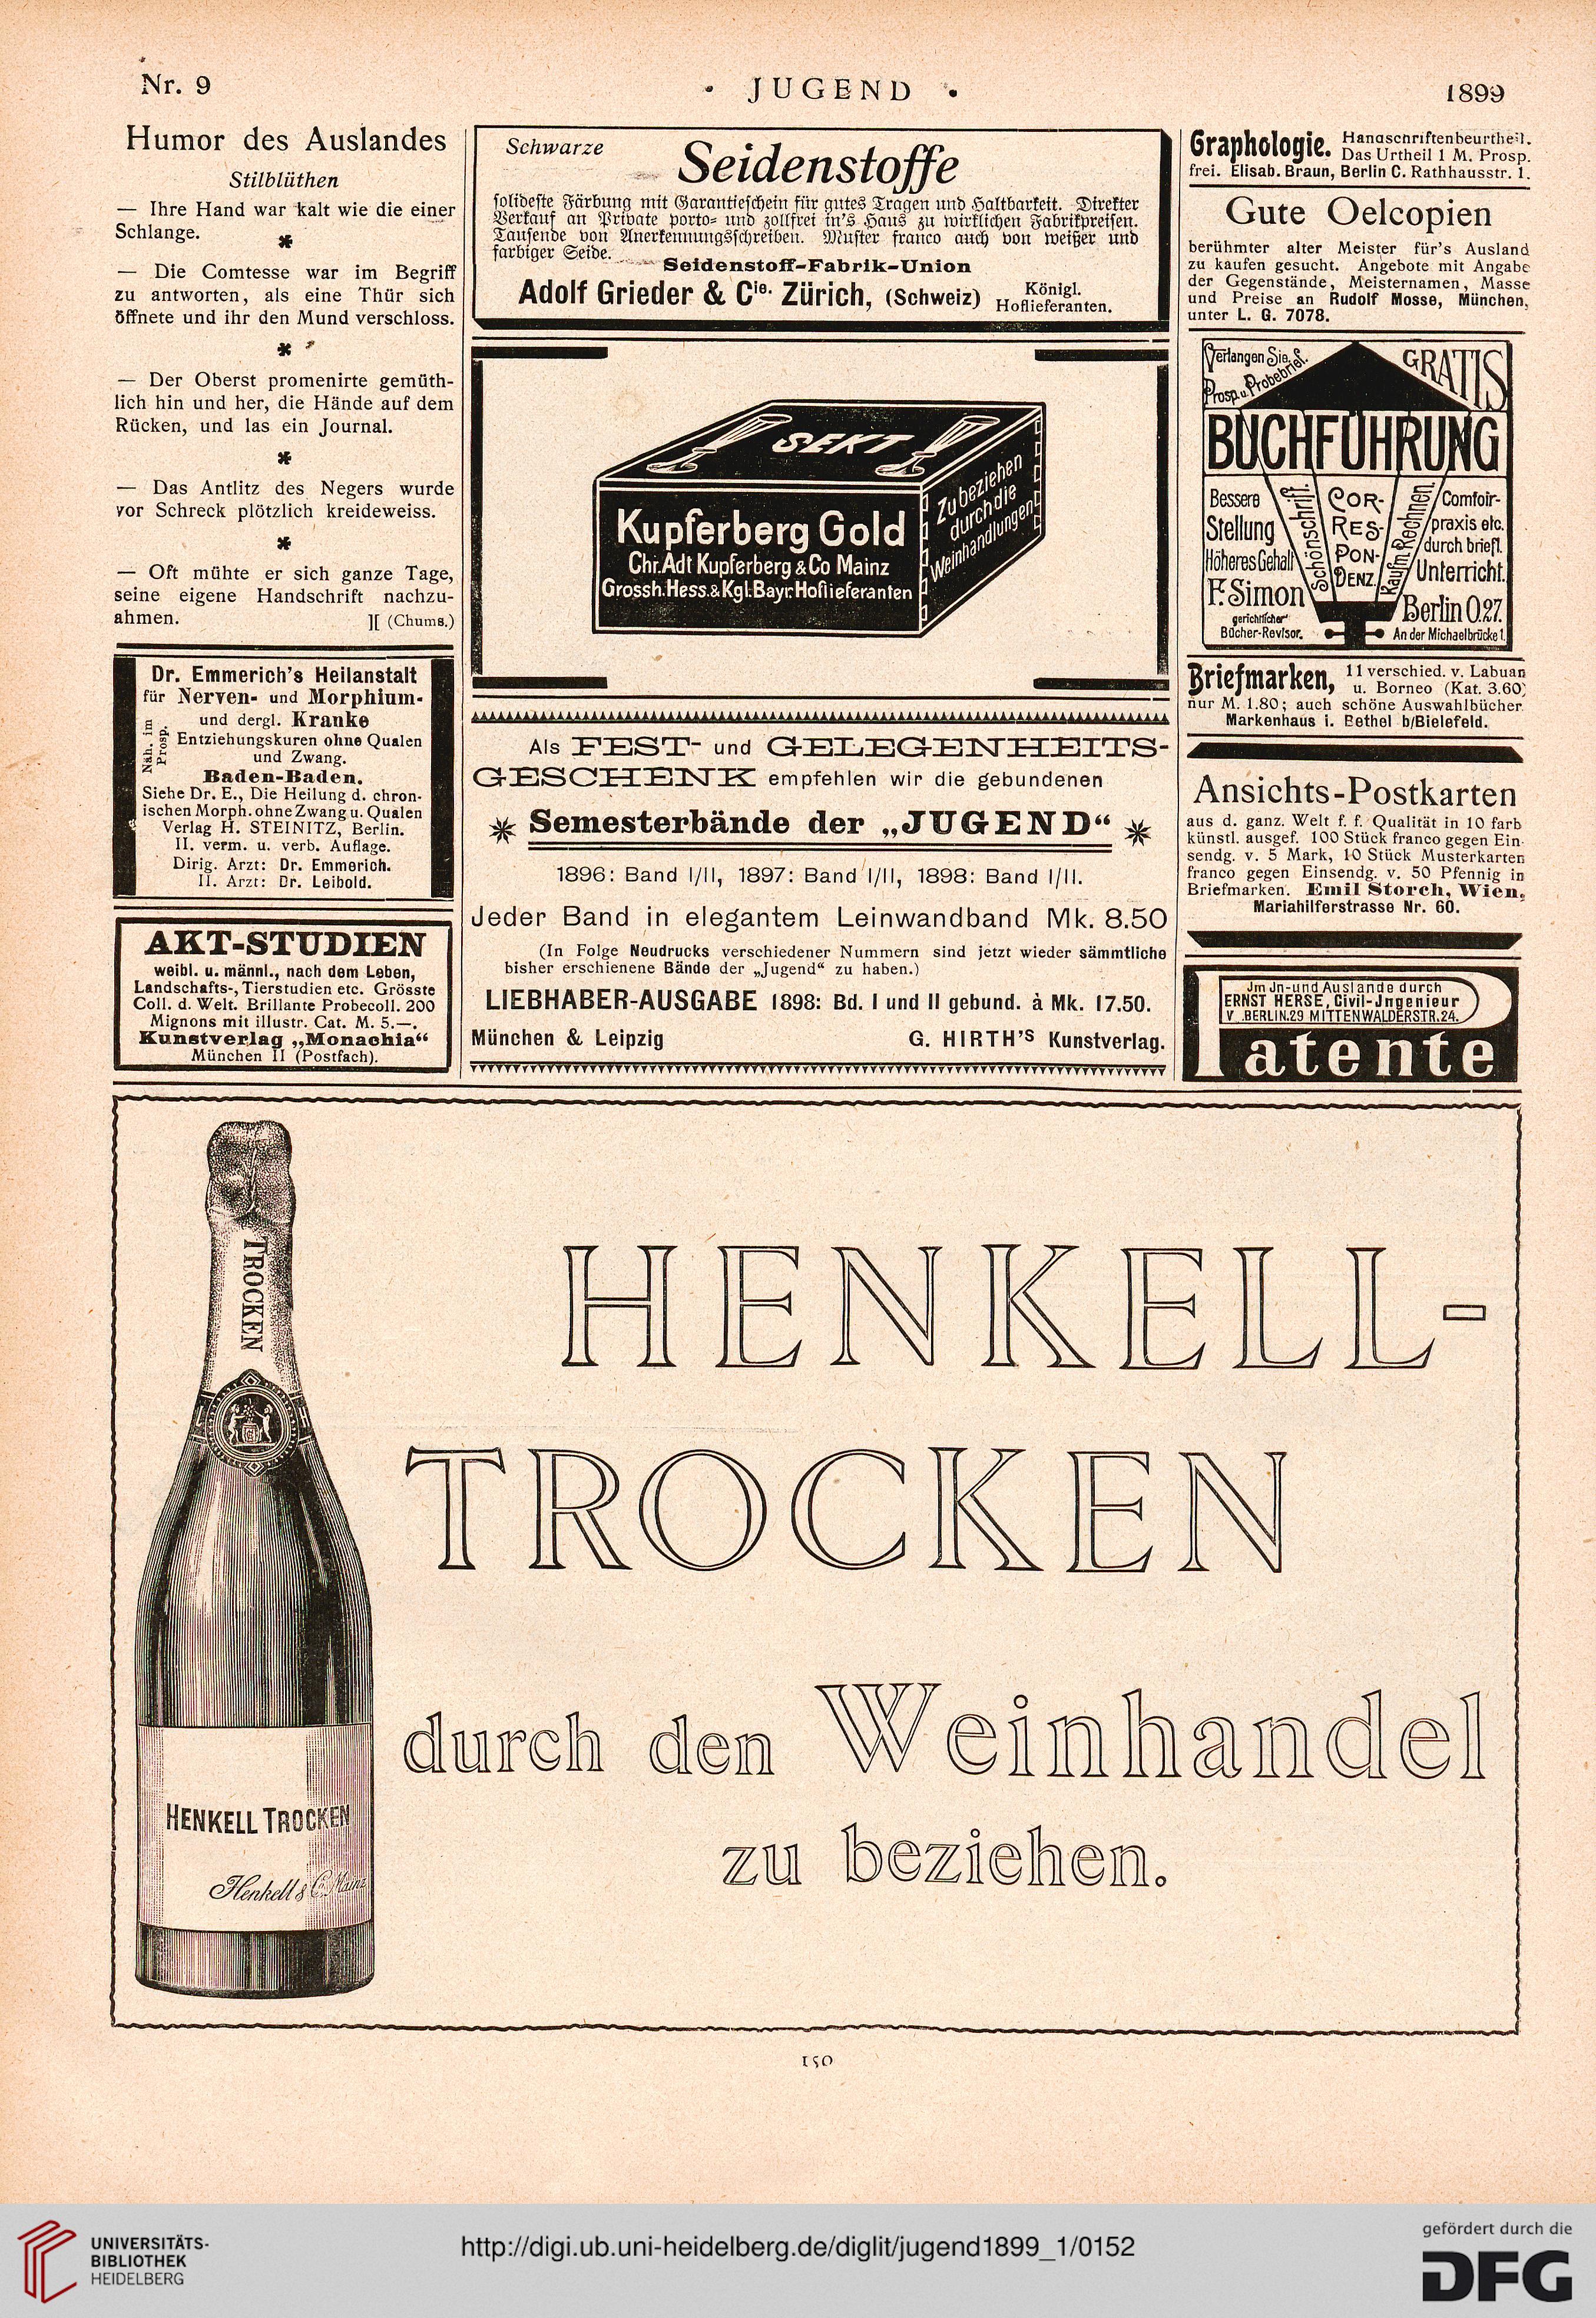 Nr. 9
· JUGEND ·
1899
Humor des Auslandes
Stilblüthen
— Ihre Hand war kalt wie die einer
Schlange.
— Die Comtesse war im Begriff
zu antworten, als eine Thür sich
öffnete und ihr den Mund verschloss.
— Der Oberst promenirte gemüth-
lich hin und her, die Hände auf dem
Rücken, und las ein Journal.
— Das Antlitz des Negers wurde
vor Schreck plötzlich kreideweiss.
— Oft mühte er sich ganze Tage,
seine eigene Handschrift nachzu-
ahmen. ][ (Chums.)
Dr. Emmerich's Heilanstalt
für Nerven- und Morphium-
und dergl. Kranke
Entziehungskuren ohne Qualen
und Zwang.
Näh. im
Prosp.
Baden-Baden.
Siehe Dr. E., Die Heilung d. chron-
ischen Morph. ohne Zwang u. Qualen
Verlag H. STEINITZ, Berlin.
II. verm. u. verb. Auflage.
Dirig. Arzt: Dr. Emmerich.
II. Arzt: Dr. Leibold.
AKT-STUDIEN
weibl. u. männl., nach dem Leben,
Landschafts-, Tierstudien etc. Grösste
Coll. d. Welt. Brillante Probecoll. 200
Mignons mit illustr. Cat. M. 5.—.
Kunstverlag „Monachia“
München II (Postfach).
Schwarze Seidenstoffe
solideste Färbung mit Garantieschein für gutes Tragen und Haltbarkeit. Direkter
Verkauf an Private porto- und zollfrei in's Haus zu wirklichen Fabrikpreisen.
Tausende von Anerkennungsschreiben. Muster franco auch von weißer und
farbiger Seide.
Seidenstoff-Fabrik-Union
Adolf Grieder & Cie. Zürich, (Schweiz) Königl.
Hoflieferanten.
SEKT
Kupferberg Gold
Chr. Adt Kupferberg & Co Mainz
Grossh. Hess. & Kgl. Bayr. Hoflieferanten
Zu beziehen
durch die
Weinhandlungen
Als FEST- und GELEGENHEITS-
GESCHENK empfehlen wir die gebundenen
Semesterbände der „JUGEND“
1896: Band I/II, 1897: Band I/II, 1898: Band I/II.
Jeder Band in elegantem Leinwandband Mk. 8.50
(In Folge Neudrucks verschiedener Nummern sind jetzt wieder sämmtliche
bisher erschienene Bände der „Jugend“ zu haben.)
LIEBHABER-AUSGABE 1898: Bd. I und II gebund. à Mk. 17.50.
München & Leipzig G. HIRTH'S Kunstverlag.
Graphologie. Handschriftenbeurtheil.
Das Urtheil 1 M. Prosp.
frei. Elisab. Braun, Berlin C. Rathhausstr. 1.
Gute Oelcopien
berühmter alter Meister für's Ausland
zu kaufen gesucht. Angebote mit Angabe
der Gegenstände, Meisternamen, Masse
und Preise an Rudolf Mosse, München,
unter L. G. 7078.
Verlangen Sie
Prosp. u. Probebrief.
GRATIS
BUCHFÜHRUNG
Bessere
Stellung
Höheres Gehalt
F. Simon
gerichtlicher
Bücher-Revisor.
Schönschrift.
COR-
RES-
PON-
DENZ.
Kaufm. Rechnen.
Comtoir-
praxis etc.
durch briefl.
Unterricht.
Berlin O.27.
An der Michaelbrücke 1.
Briefmarken, 11 verschied. v. Labuan
u. Borneo (Kat. 3.60)
nur M. 1.80; auch schöne Auswahlbücher
Markenhaus i. Bethel b/Bielefeld.
Ansichts-Postkarten
aus d. ganz. Welt f. f. Qualität in 10 farb
künstl. ausgef. 100 Stück franco gegen Ein-
sendg. v. 5 Mark, 10 Stück Musterkarten
franco gegen Einsendg. v. 50 Pfennig in
Briefmarken. Emil Storch, Wien,
Mariahilferstrasse Nr. 60.
Jm Jn- und Auslande durch
ERNST HERSE, Civil-Jngenieur
V. BERLIN.29 MITTENWALDERSTR.24.
Patente
TROCKEN
H
HENKELL TROCKEN
Henkell & Co. Mainz
HENKELL-
TROCKEN
durch den Weinhandel
zu beziehen.
150
UNIVERSITÄTS-
BIBLIOTHEK
HEIDELBERG
http://digi.ub.uni-heidelberg.de/diglit/jugend1899_1/0152
gefördert durch die
DFG